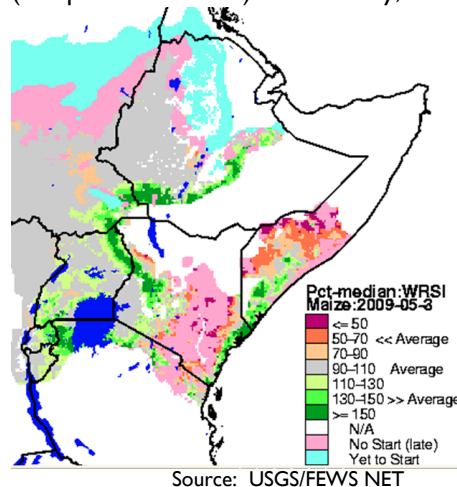 Pct-median:WRSI
Maize:2009-05-3
<= 50
50-70 << Average
70-90
90-110 Average
110-130
130-150 >> Average
>= 150
N/A
No Start (late)
Yet to Start
Source: USGS/FEWS NET